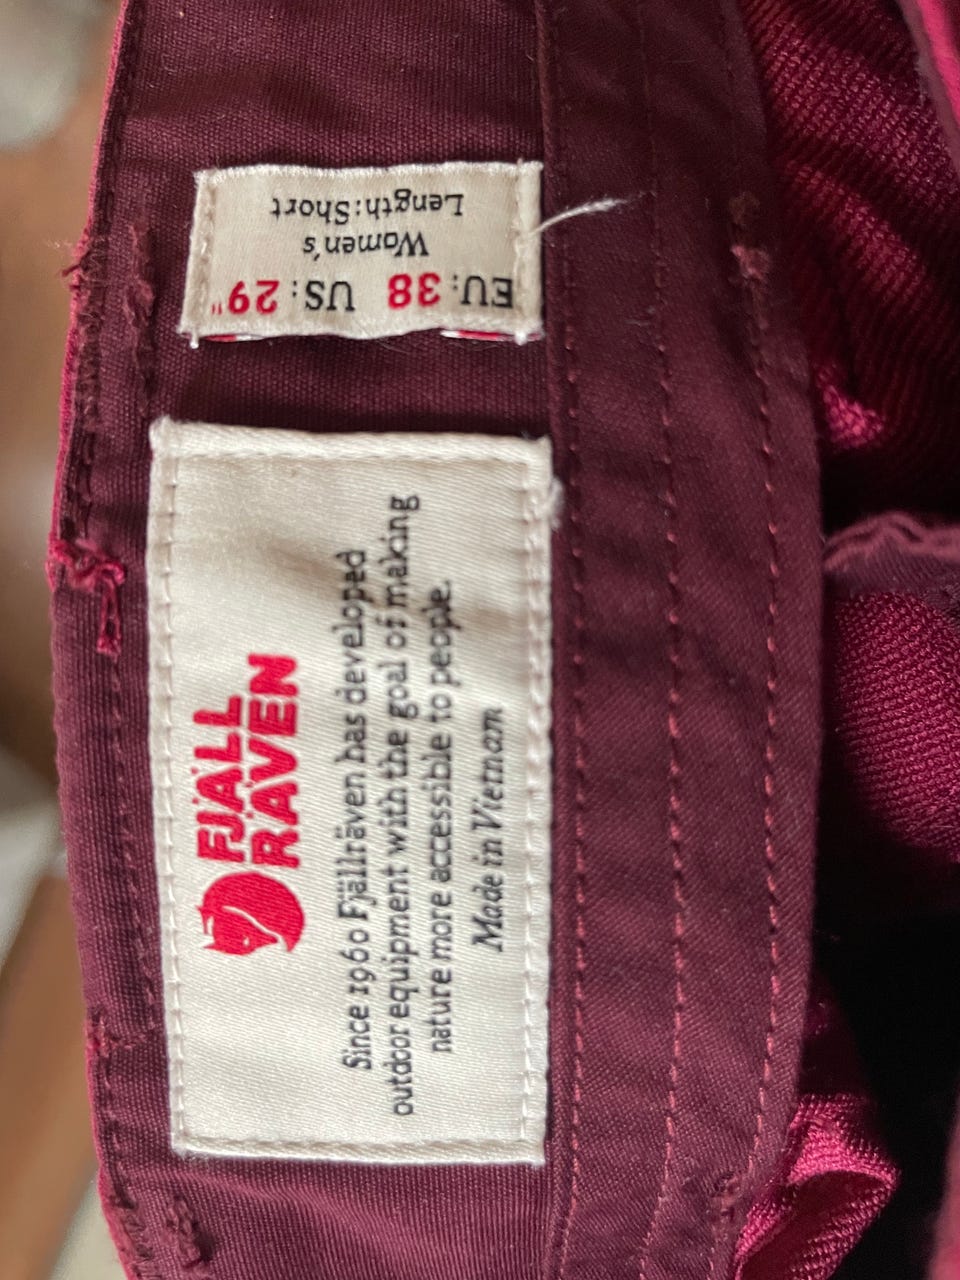 EU: 38 US: 29"
Women's
Length:Short
FJÄLL
RÄVEN
Since 1960 Fjällräven has developed
outdoor equipment with the goal of making
nature more accessible to people.
Made in Vietnam